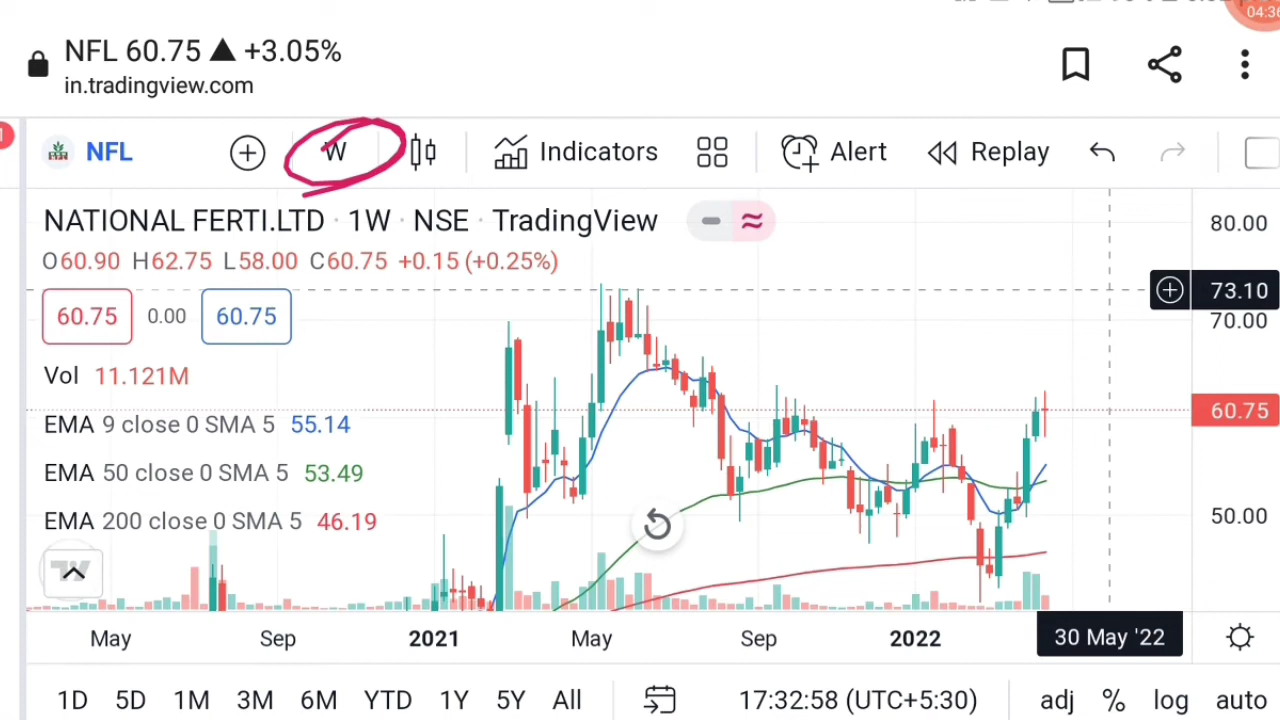 04:36
NFL 60.75 ▲ +3.05%
in.tradingview.com
NFL W Indicators Alert Replay
NATIONAL FERTI.LTD · 1W · NSE · TradingView
80.00
O60.90 H62.75 L58.00 C60.75 +0.15 (+0.25%)
73.10
60.75 0.00 60.75
70.00
Vol 11.121M
60.75
EMA 9 close 0 SMA 5 55.14
EMA 50 close 0 SMA 5 53.49
EMA 200 close 0 SMA 5 46.19
50.00
May Sep 2021 May Sep 2022 30 May '22
1D 5D 1M 3M 6M YTD 1Y 5Y All 17:32:58 (UTC+5:30) adj % log auto